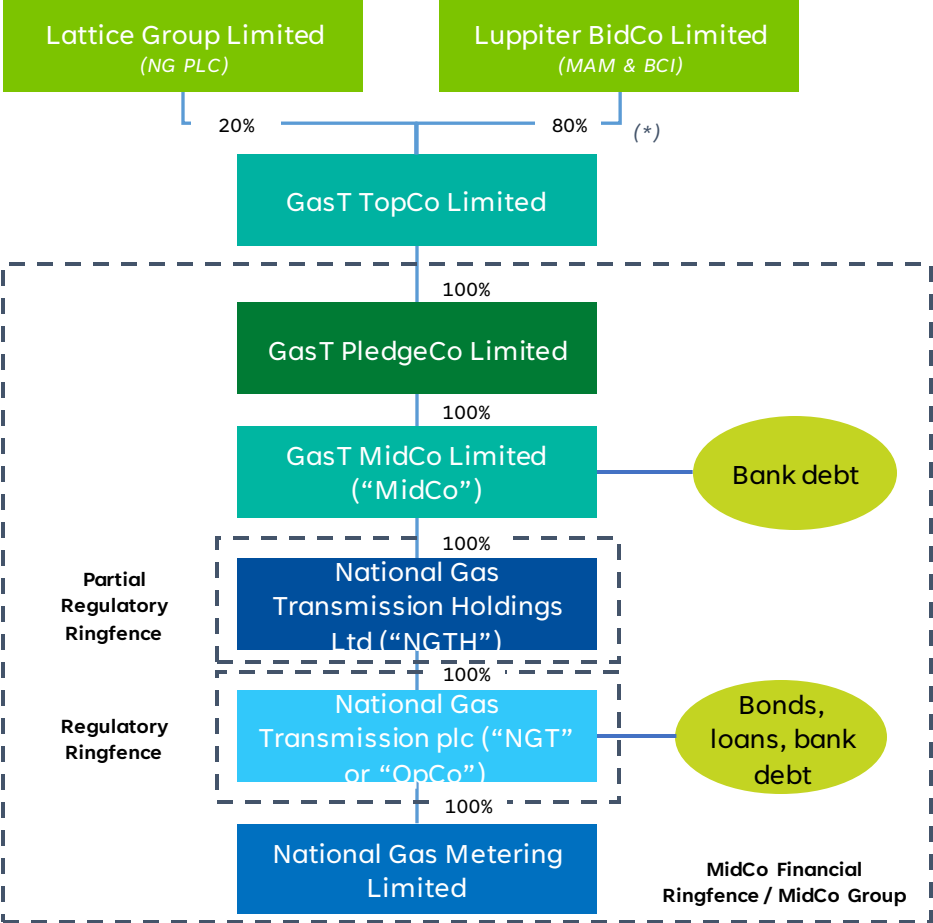 Lattice Group Limited
(NG PLC)
Luppiter BidCo Limited
(MAM & BCI)
20%
80%
(*)
GasT TopCo Limited
100%
GasT PledgeCo Limited
100%
GasT MidCo Limited
(“MidCo”)
Bank debt
100%
Partial
Regulatory
Ringfence
National Gas
Transmission Holdings
Ltd (“NGTH”)
100%
Regulatory
Ringfence
National Gas
Transmission plc (“NGT”
or “OpCo”)
Bonds,
loans, bank
debt
100%
National Gas Metering
Limited
MidCo Financial
Ringfence / MidCo Group